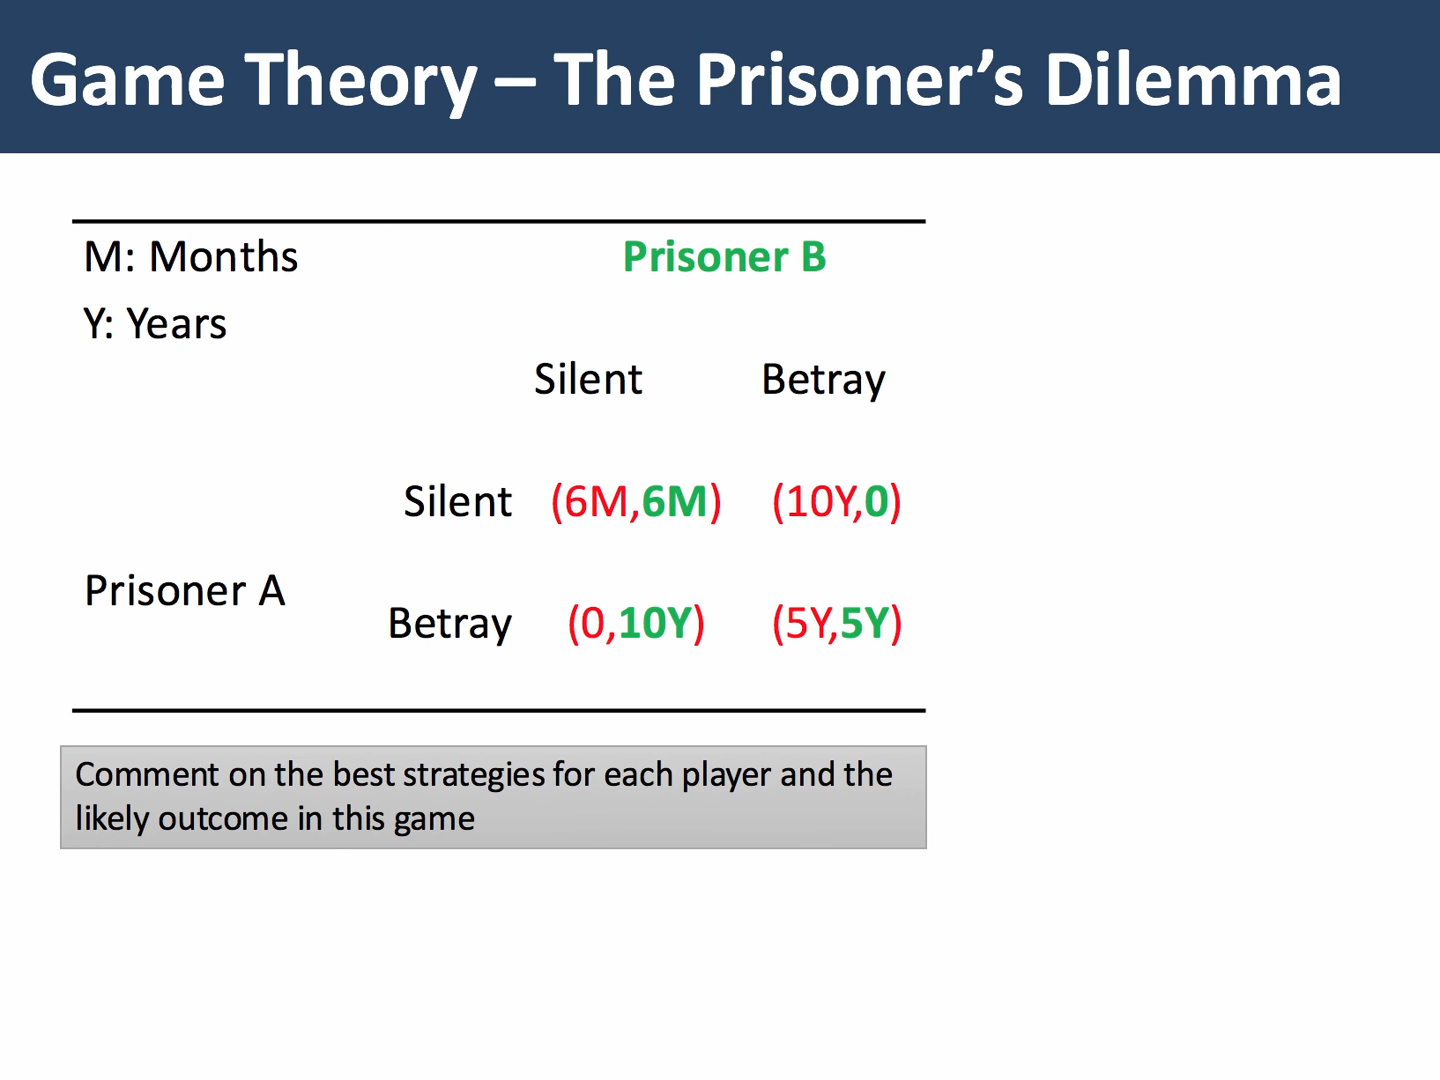 Game Theory – The Prisoner’s Dilemma
M: Months Prisoner B
Y: Years
Silent Betray
Silent (6M,6M) (10Y,0)
Prisoner A
Betray (0,10Y) (5Y,5Y)
Comment on the best strategies for each player and the
likely outcome in this game